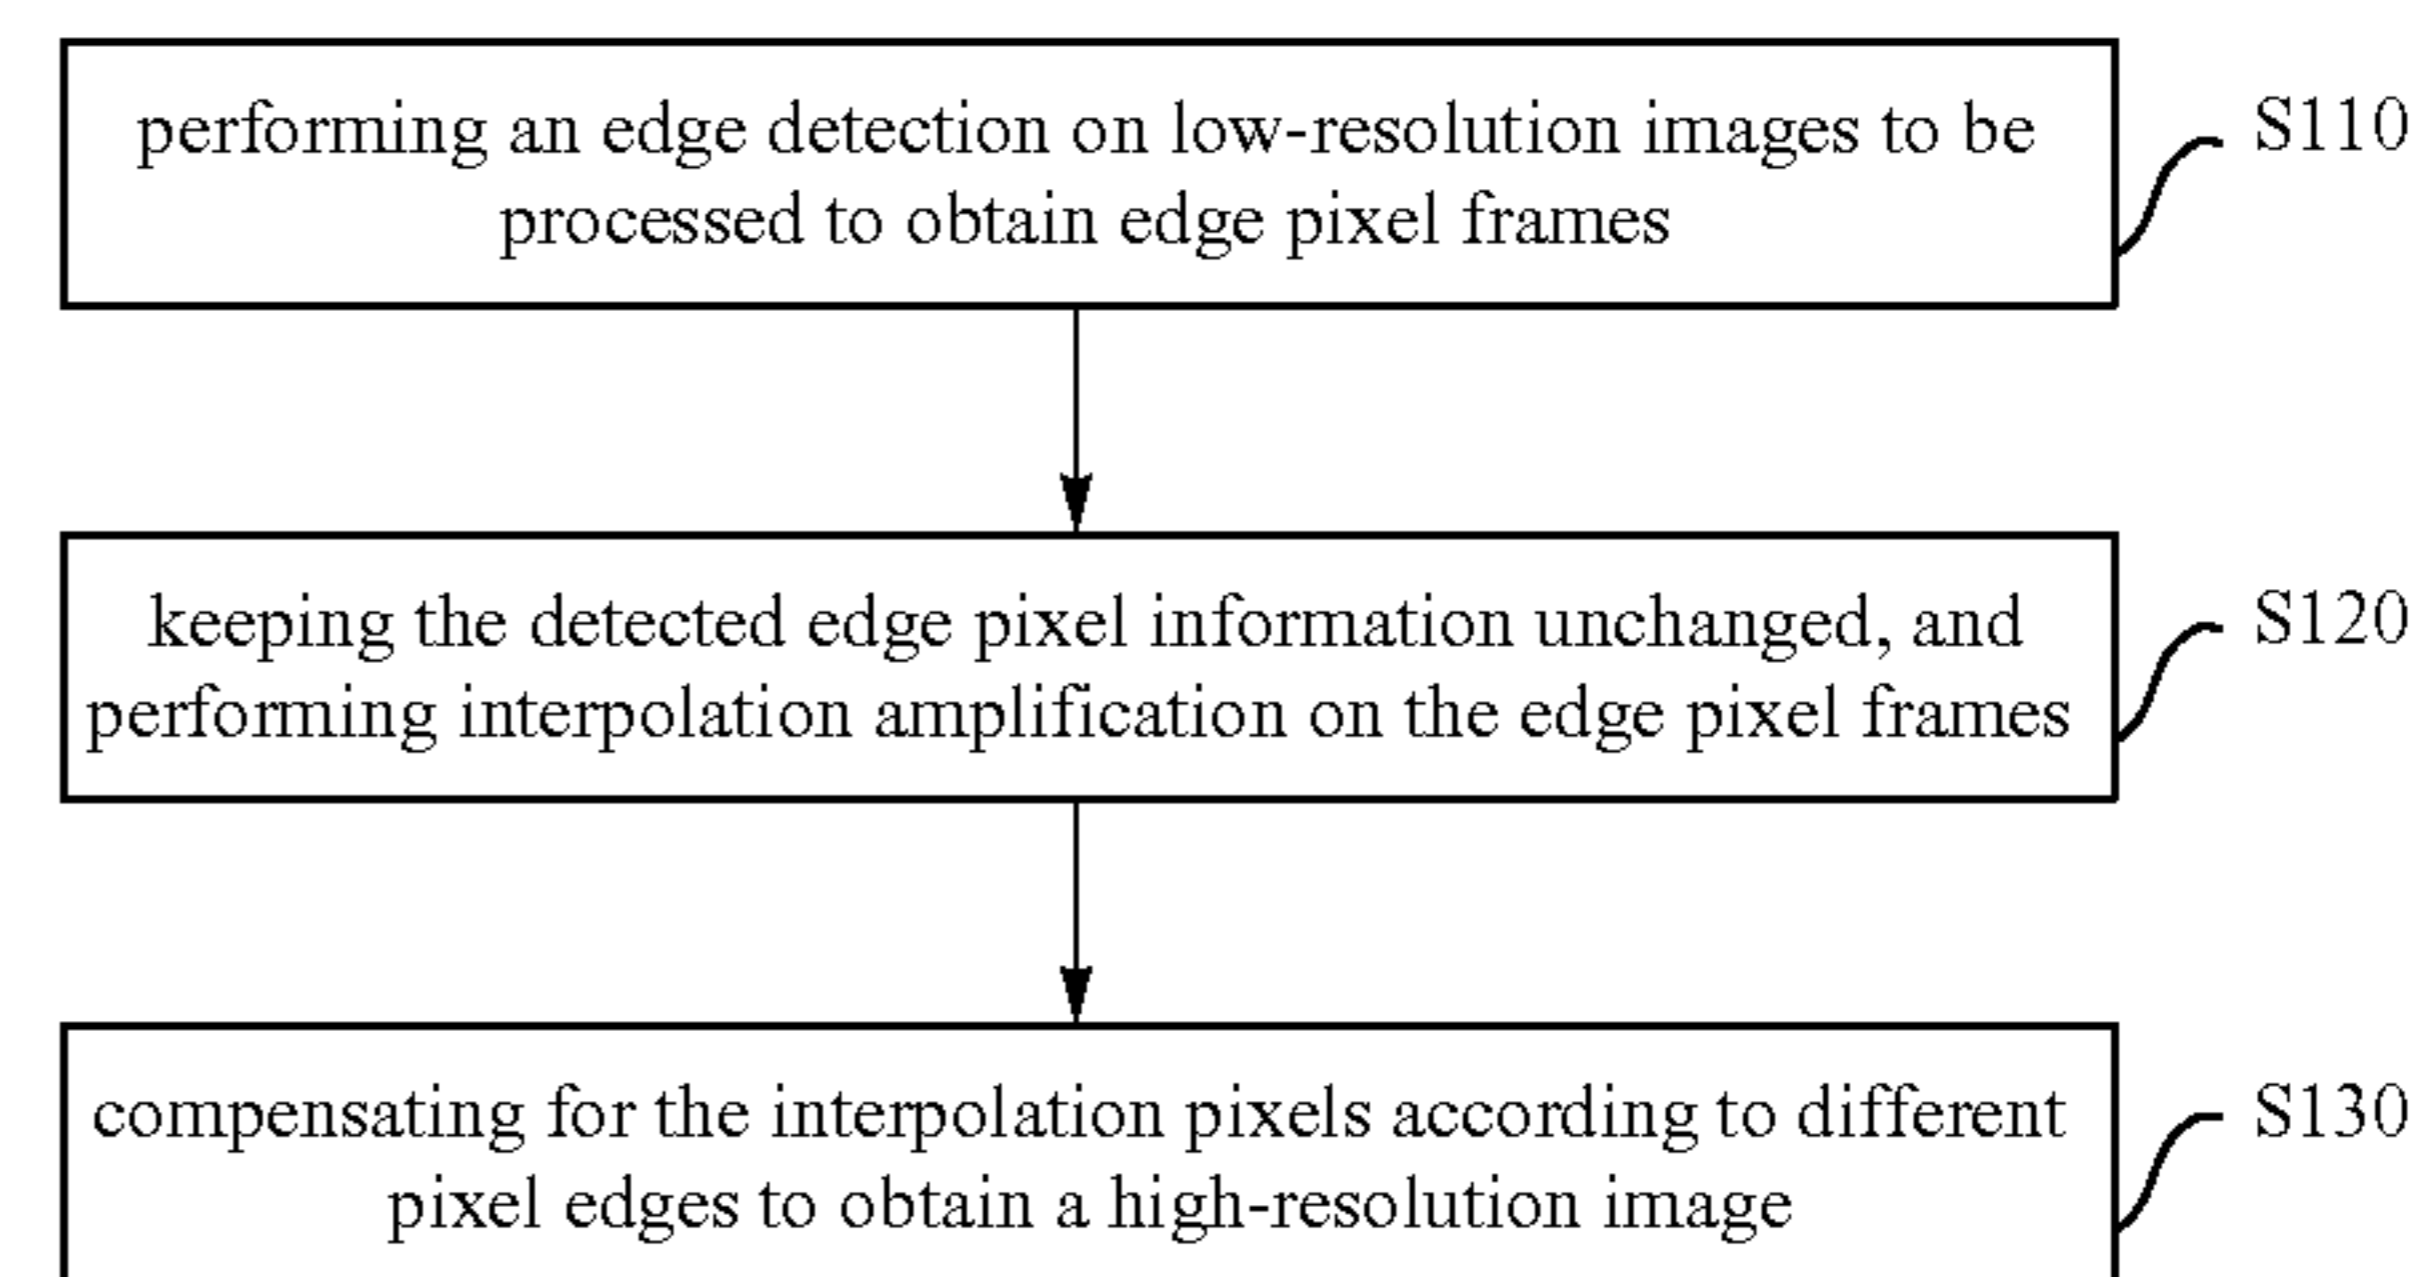 performing an edge detection on low-resolution images to be
processed to obtain edge pixel frames
S110
keeping the detected edge pixel information unchanged, and
performing interpolation amplification on the edge pixel frames
S120
compensating for the interpolation pixels according to different
pixel edges to obtain a high-resolution image
S130